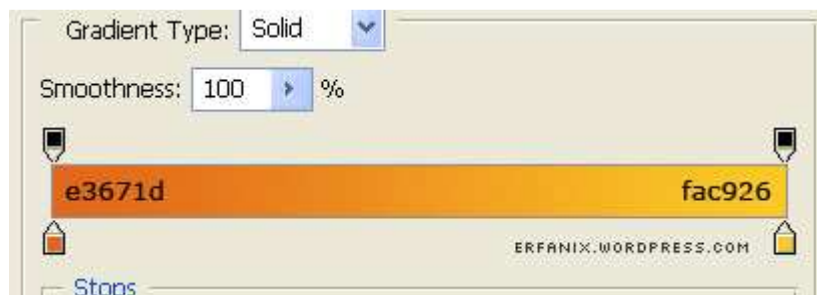 Gradient Type: Solid
Smoothness: 100 %
e3671d fac926
ERFANIX.WORDPRESS.COM
Stops